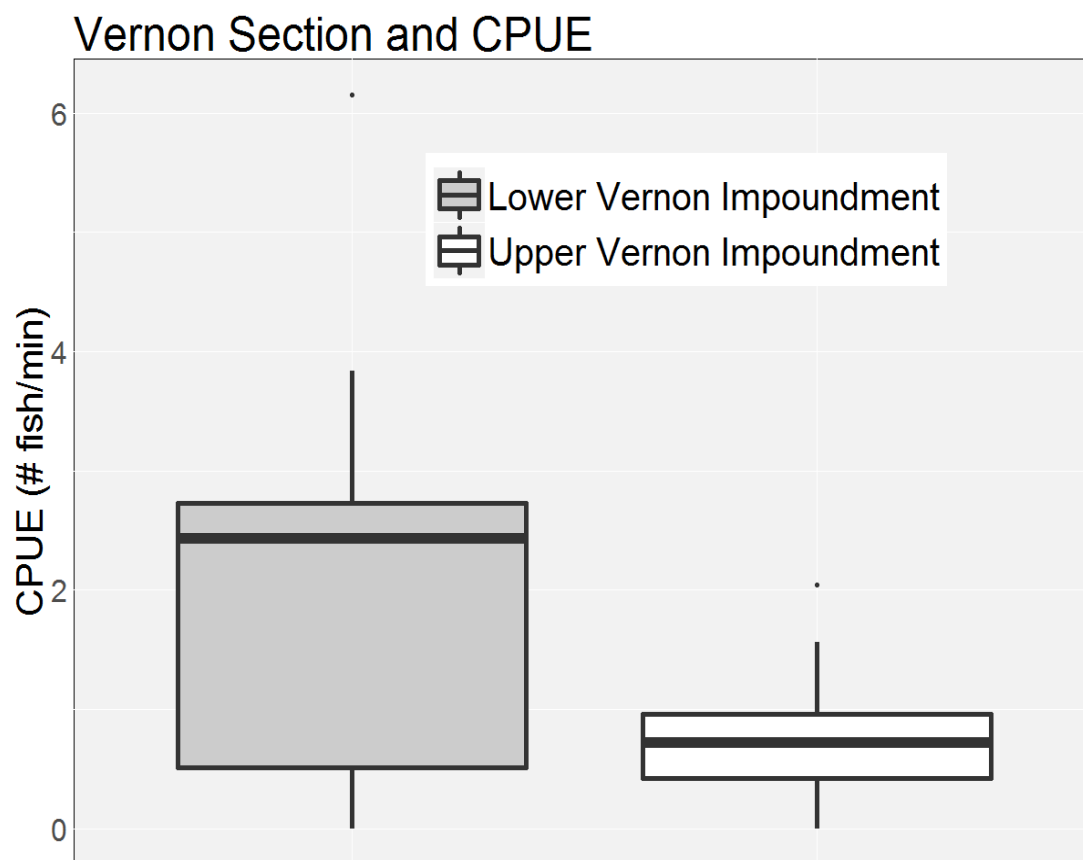 Vernon Section and CPUE
6
Lower Vernon Impoundment
Upper Vernon Impoundment
4
CPUE (# fish/min)
2
0